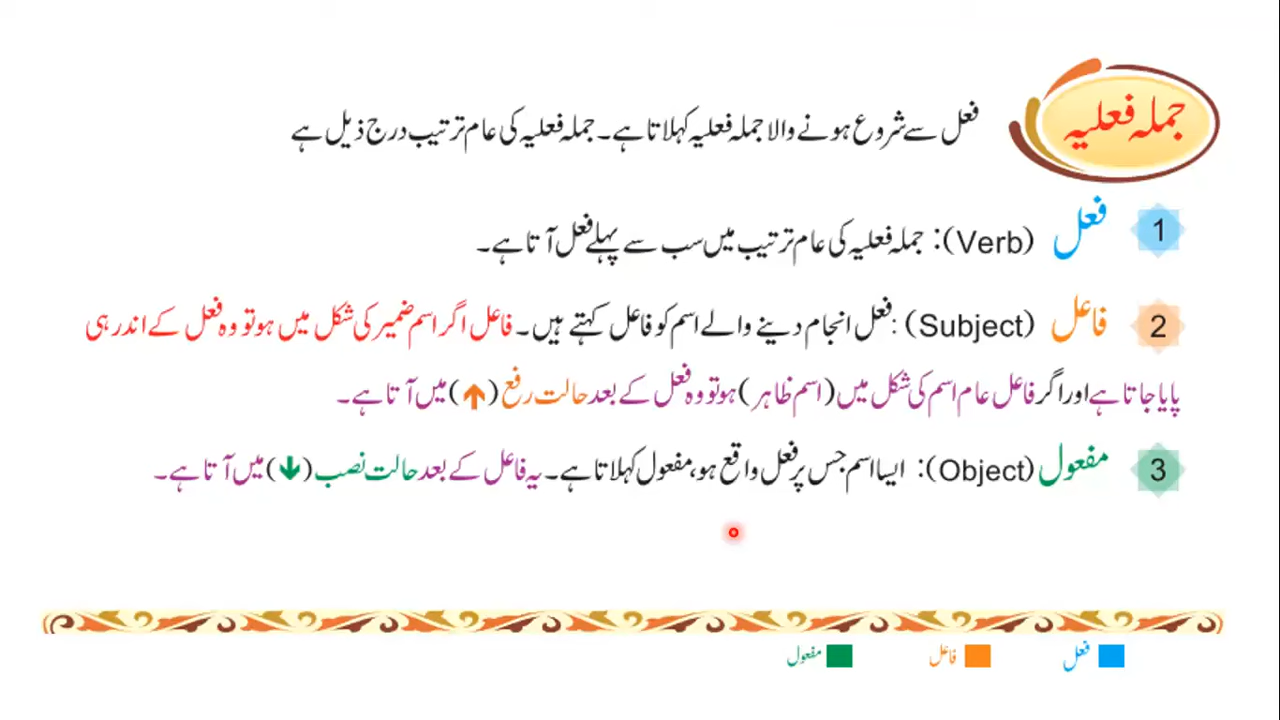 جملہ فعلیہ
فعل سے شروع ہونے والا جملہ فعلیہ کہلاتا ہے۔ جملہ فعلیہ کی عام ترتیب درج ذیل ہے
1 فعل (Verb): جملہ فعلیہ کی عام ترتیب میں سب سے پہلے فعل آتا ہے۔
2 فاعل (Subject): فعل انجام دینے والے اسم کو فاعل کہتے ہیں۔ فاعل اگر اسم ضمیر کی شکل میں ہو تو وہ فعل کے اندر ہی
پایا جاتا ہے اور اگر فاعل عام اسم کی شکل میں (اسم ظاہر) ہو تو وہ فعل کے بعد حالت رفع (↑) میں آتا ہے۔
3 مفعول (Object): ایسا اسم جس پر فعل واقع ہو، مفعول کہلاتا ہے۔ یہ فاعل کے بعد حالت نصب (↓) میں آتا ہے۔
فعل فاعل مفعول